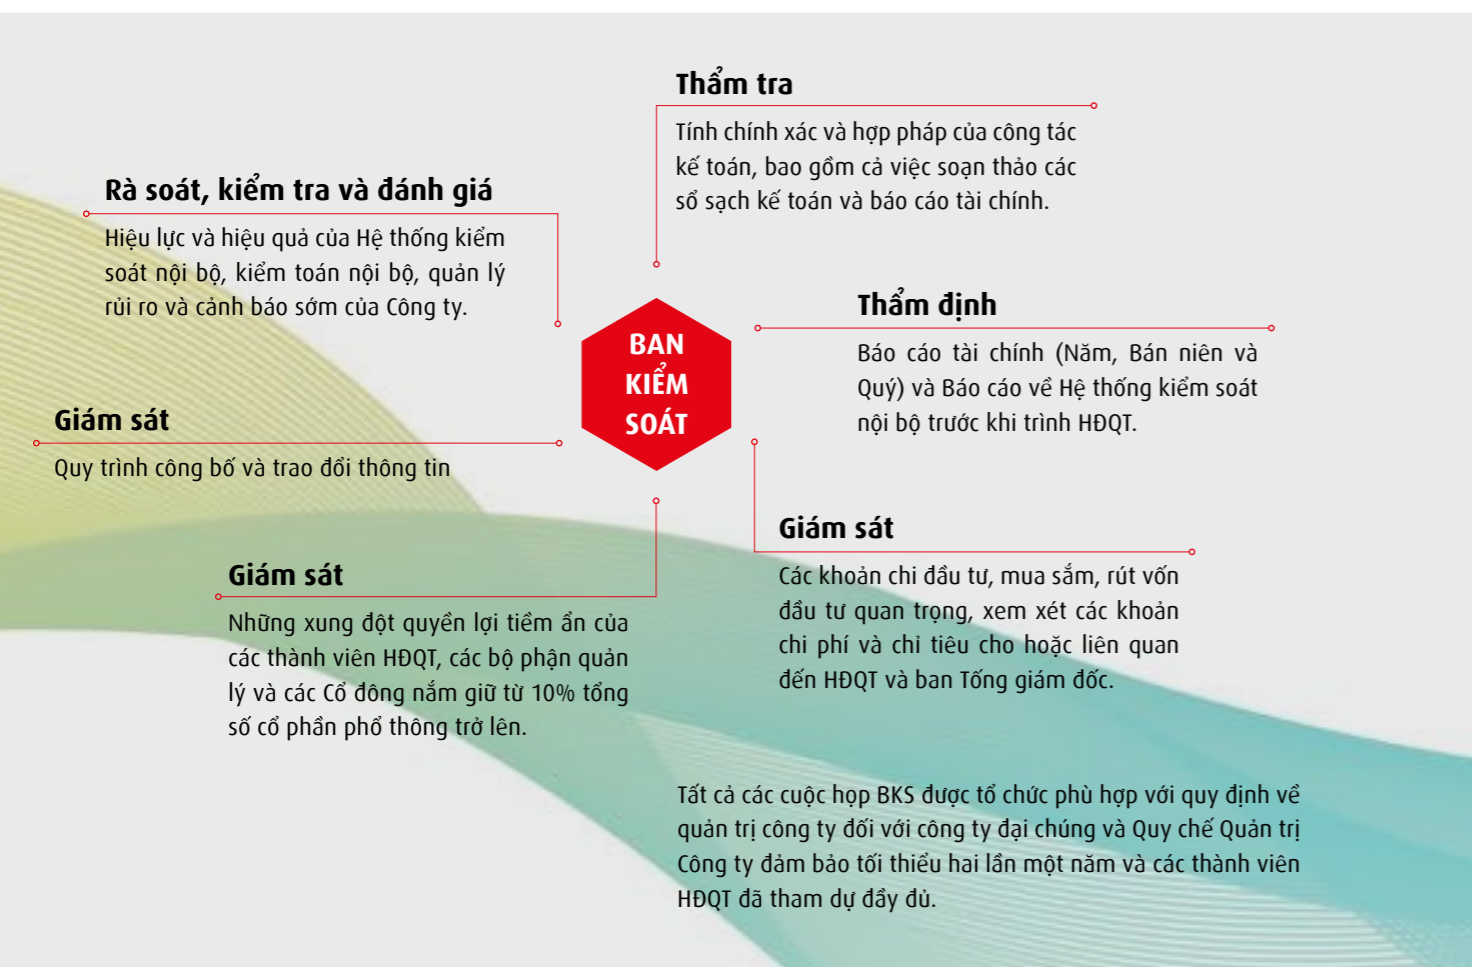 Thẩm tra
Tính chính xác và hợp pháp của công tác
kế toán, bao gồm cả việc soạn thảo các
sổ sạch kế toán và báo cáo tài chính.
Rà soát, kiểm tra và đánh giá
Hiệu lực và hiệu quả của Hệ thống kiểm
soát nội bộ, kiểm toán nội bộ, quản lý
rủi ro và cảnh báo sớm của Công ty.
BAN
KIỂM
SOÁT
Thẩm định
Báo cáo tài chính (Năm, Bán niên và
Quý) và Báo cáo về Hệ thống kiểm soát
nội bộ trước khi trình HĐQT.
Giám sát
Quy trình công bố và trao đổi thông tin
Giám sát
Các khoản chi đầu tư, mua sắm, rút vốn
đầu tư quan trọng, xem xét các khoản
chi phí và chỉ tiêu cho hoặc liên quan
đến HĐQT và ban Tống giám đốc.
Giám sát
Những xung đột quyền lợi tiềm ẩn của
các thành viên HĐQT, các bộ phận quản
lý và các Cổ đông nắm giữ từ 10% tổng
số cổ phần phổ thông trở lên.
Tất cả các cuộc họp BKS được tổ chức phù hợp với quy định về
quản trị công ty đối với công ty đại chúng và Quy chế Quản trị
Công ty đảm bảo tối thiểu hai lần một năm và các thành viên
HĐQT đã tham dự đầy đủ.